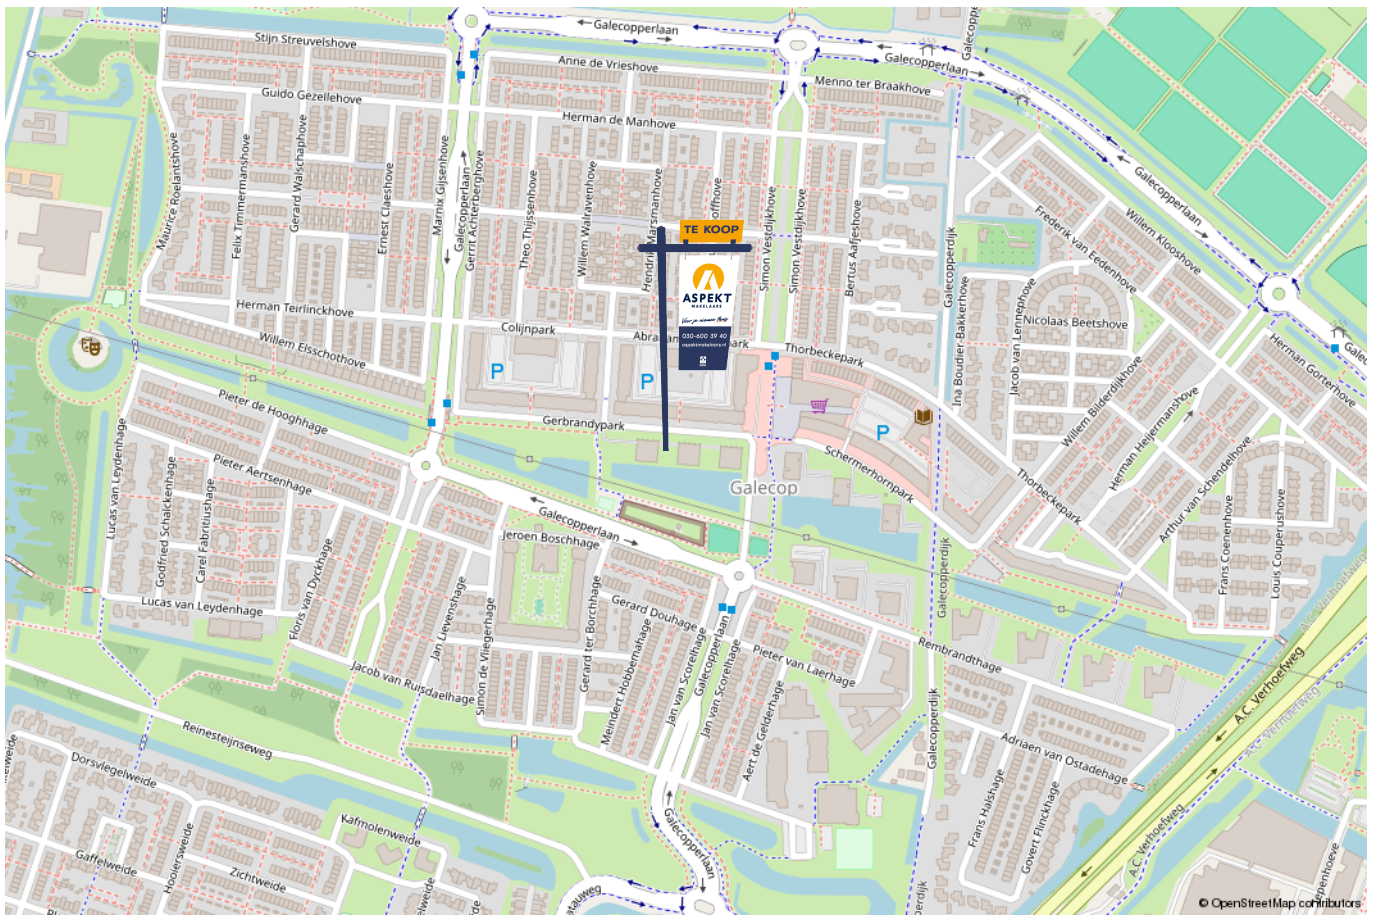 Galecopperlaan
Stijn Streuvelshove
Anne de Vrieshove
Galecopperlaan
Menno ter Braakhove
Guido Gezellehove
Herman de Manhove
Galecopperlaan
Maurice Roelantshove
Felix Timmermanshove
Gerard Walschaphove
Ernest Claeshove
Marnix Gijsenhove
Galecopperlaan
Gerrit Achterberghove
Theo Thijssenhove
Willem Walravenhove
Simon Vestdijkhove
Simon Vestdijkhove
Bertus Aafjeshove
Galecopperdijk
Frederik van Eedenhove
Willem Klooshove
TE KOOP
ASPEKT
MAKELAARS
Voor je nieuwe thuis
030-600 39 40
aspektmakelaars.nl
Herman Teirlinckhove
Willem Elsschothove
Colijnpark
Thorbeckepark
Ina Boudier-Bakkerhove
Jacob van Lennephove
Nicolaas Beetshove
Herman Gorterhove
P
P
P
Pieter de Hooghhage
Gerbrandypark
Schermerhornpark
Willem Bilderdijkhove
Herman Heijermanshove
Arthur van Schendelhove
Thorbeckepark
Frans Coenenhove
Louis Couperushove
Galecop
Lucas van Leydenhage
Pieter Aertsenhage
Godfried Schalckenhage
Carel Fabritiushage
Lucas van Leydenhage
Floris van Dyckhage
Galecopperlaan
Jeroen Boschhage
Jan Lievenshage
Simon de Vliegerhage
Jacob van Ruisdaelhage
Gerard ter Borchhage
Gerard Douhage
Meindert Hobbemahage
Jan van Scorelhage
Galecopperlaan
Jan van Scorelhage
Pieter van Laerhage
Aert de Gelderhage
Galecopperdijk
Rembrandthage
Galecopperdijk
Adriaen van Ostadehage
Frans Halshage
Govert Flinckhage
A.C. Verhoefweg
A.C. Verhoefweg
A.C. Verhoefweg
A.C. Verhoefweg
Reinesteijnseweg
Dorsvlegelweide
Kafmolenweide
Gaffelweide
Hooiersweide
Zichtweide
Galecopperlaan
© OpenStreetMap contributors